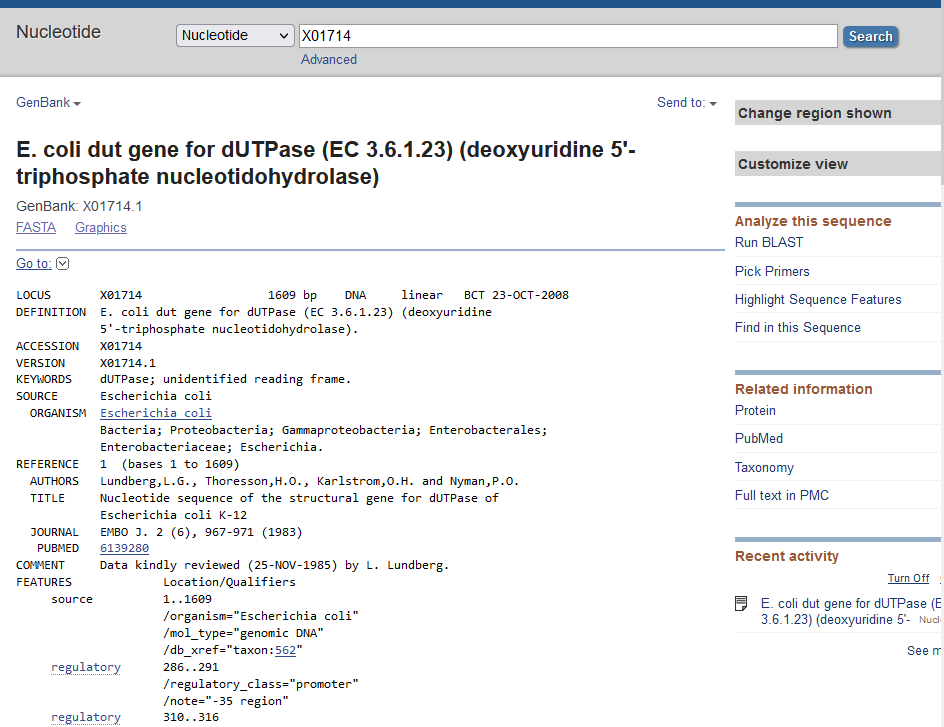 Nucleotide
Nucleotide X01714 Search
Advanced
GenBank Send to:
Change region shown
E. coli dut gene for dUTPase (EC 3.6.1.23) (deoxyuridine 5'-
triphosphate nucleotidohydrolase)
GenBank: X01714.1
FASTA Graphics
Go to:
LOCUS X01714 1609 bp DNA linear BCT 23-OCT-2008
DEFINITION E. coli dut gene for dUTPase (EC 3.6.1.23) (deoxyuridine
5'-triphosphate nucleotidohydrolase).
ACCESSION X01714
VERSION X01714.1
KEYWORDS dUTPase; unidentified reading frame.
SOURCE Escherichia coli
ORGANISM Escherichia coli
Bacteria; Proteobacteria; Gammaproteobacteria; Enterobacterales;
Enterobacteriaceae; Escherichia.
REFERENCE 1 (bases 1 to 1609)
AUTHORS Lundberg,L.G., Thoresson,H.O., Karlstrom,O.H. and Nyman,P.O.
TITLE Nucleotide sequence of the structural gene for dUTPase of
Escherichia coli K-12
JOURNAL EMBO J. 2 (6), 967-971 (1983)
PUBMED 6139280
COMMENT Data kindly reviewed (25-NOV-1985) by L. Lundberg.
FEATURES Location/Qualifiers
source 1..1609
/organism="Escherichia coli"
/mol_type="genomic DNA"
/db_xref="taxon:562"
regulatory 286..291
/regulatory_class="promoter"
/note="-35 region"
regulatory 310..316
Customize view
Analyze this sequence
Run BLAST
Pick Primers
Highlight Sequence Features
Find in this Sequence
Related information
Protein
PubMed
Taxonomy
Full text in PMC
Recent activity
Turn Off
E. coli dut gene for dUTPase (E
3.6.1.23) (deoxyuridine 5'- Nucl
See m